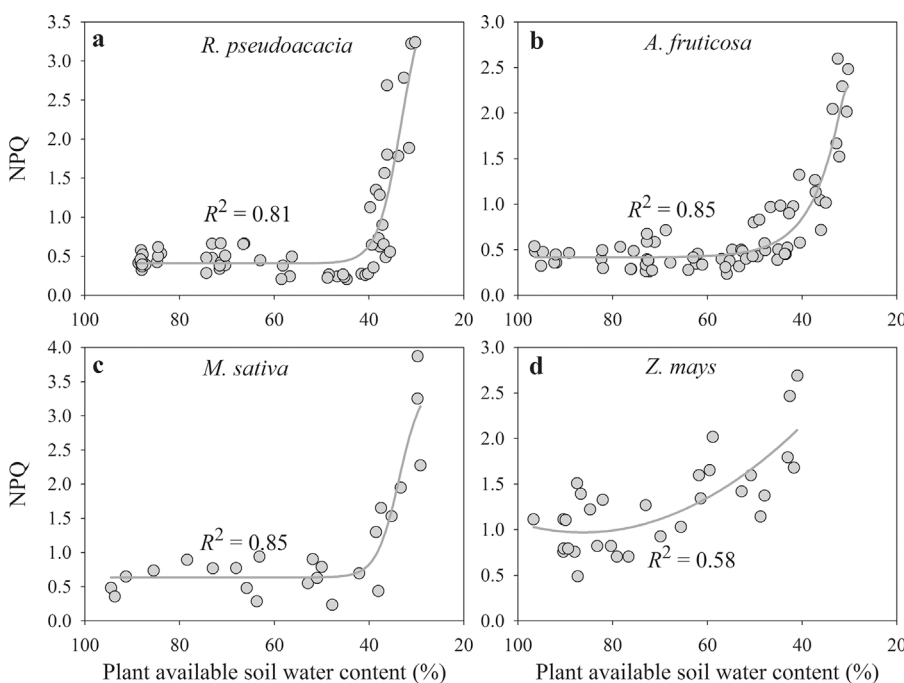 a
R. pseudoacacia
b
A. fruticosa
3.5
3.0
2.5
2.0
1.5
1.0
0.5
0.0
NPQ
R² = 0.81
100 80 60 40 20
3.0
2.5
2.0
1.5
1.0
0.5
0.0
R² = 0.85
100 80 60 40 20
c
M. sativa
d
Z. mays
4.0
3.5
3.0
2.5
2.0
1.5
1.0
0.5
0.0
NPQ
R² = 0.85
100 80 60 40 20
Plant available soil water content (%)
3.0
2.5
2.0
1.5
1.0
0.5
0.0
R² = 0.58
100 80 60 40 20
Plant available soil water content (%)